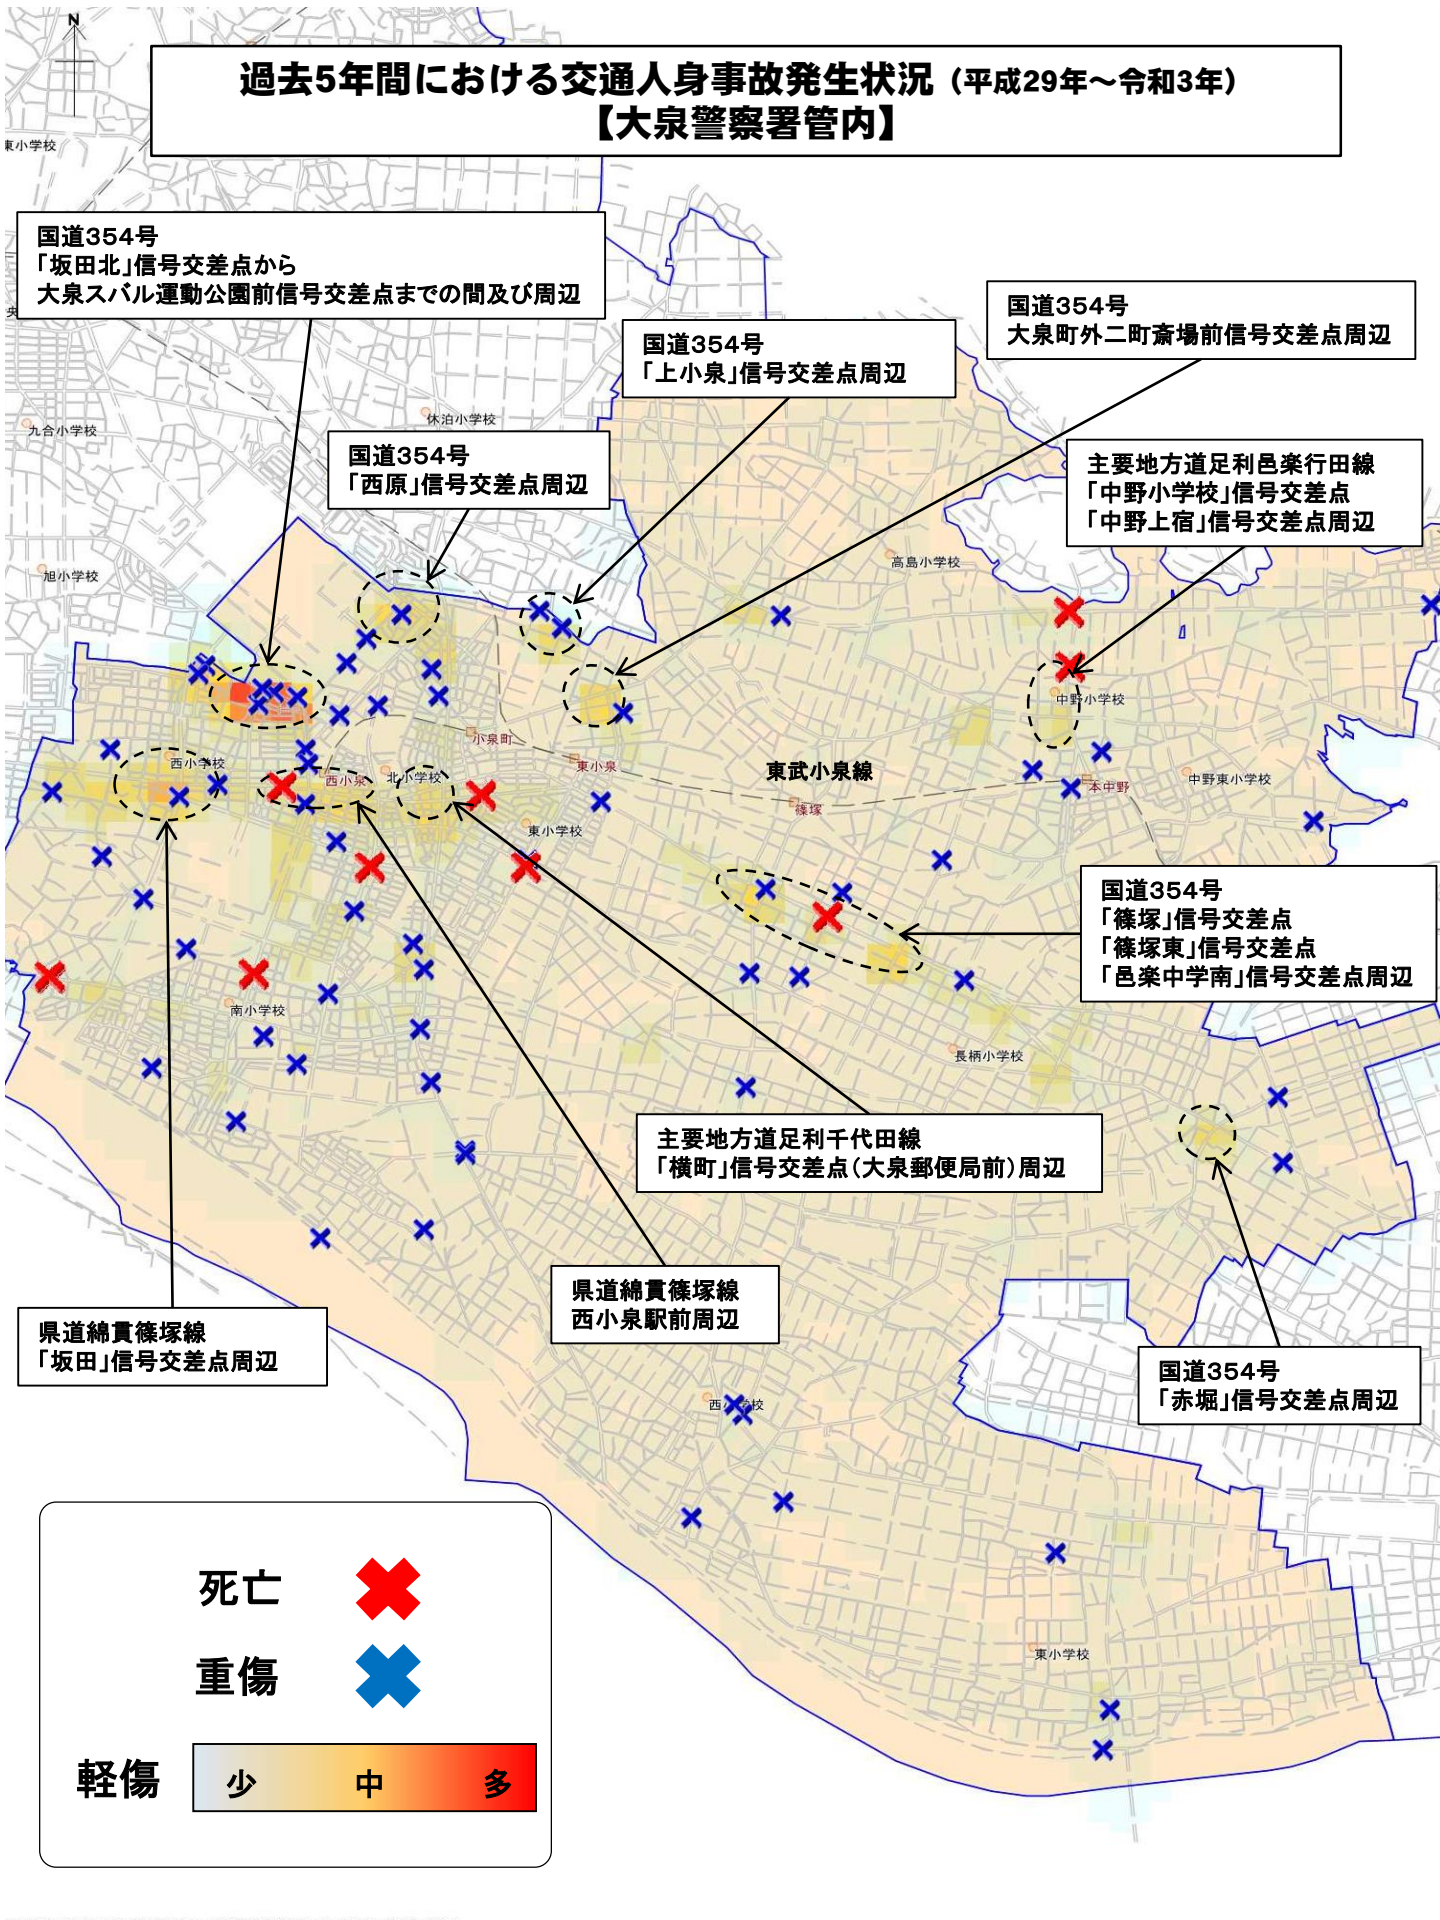 N
過去5年間における交通人身事故発生状況（平成29年～令和3年）
【大泉警察署管内】
東小学校
国道354号
「坂田北」信号交差点から
大泉スバル運動公園前信号交差点までの間及び周辺
央
国道354号
大泉町外二町斎場前信号交差点周辺
国道354号
「上小泉」信号交差点周辺
休泊小学校
九合小学校
国道354号
「西原」信号交差点周辺
主要地方道足利邑楽行田線
「中野小学校」信号交差点
「中野上宿」信号交差点周辺
高島小学校
旭小学校
中野小学校
小泉町
西小学校
東小泉
東武小泉線
西小泉
北小学校
中野東小学校
本中野
篠塚
東小学校
国道354号
「篠塚」信号交差点
「篠塚東」信号交差点
「邑楽中学南」信号交差点周辺
南小学校
長柄小学校
主要地方道足利千代田線
「横町」信号交差点（大泉郵便局前）周辺
県道綿貫篠塚線
西小泉駅前周辺
県道綿貫篠塚線
「坂田」信号交差点周辺
国道354号
「赤堀」信号交差点周辺
西小学校
死亡
重傷
東小学校
軽傷
少
中
多